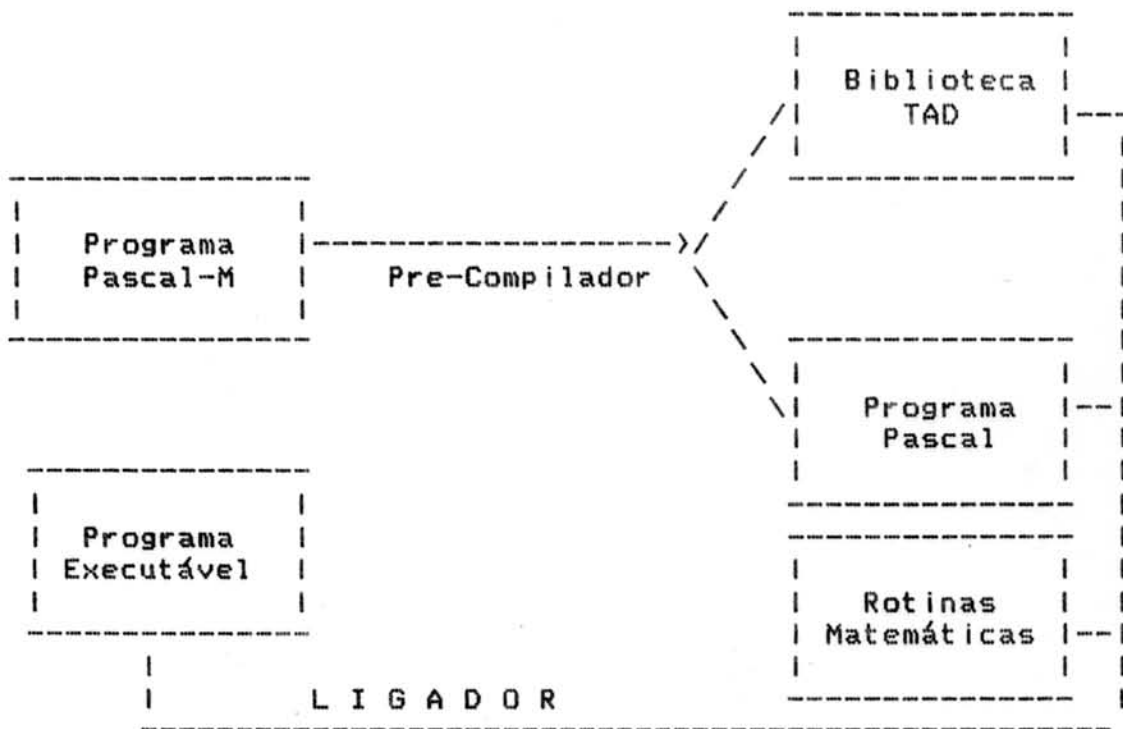 Biblioteca
TAD
Programa
Pascal-M
Pre-Compilador
Programa
Pascal
Programa
Executável
Rotinas
Matemáticas
L I G A D O R